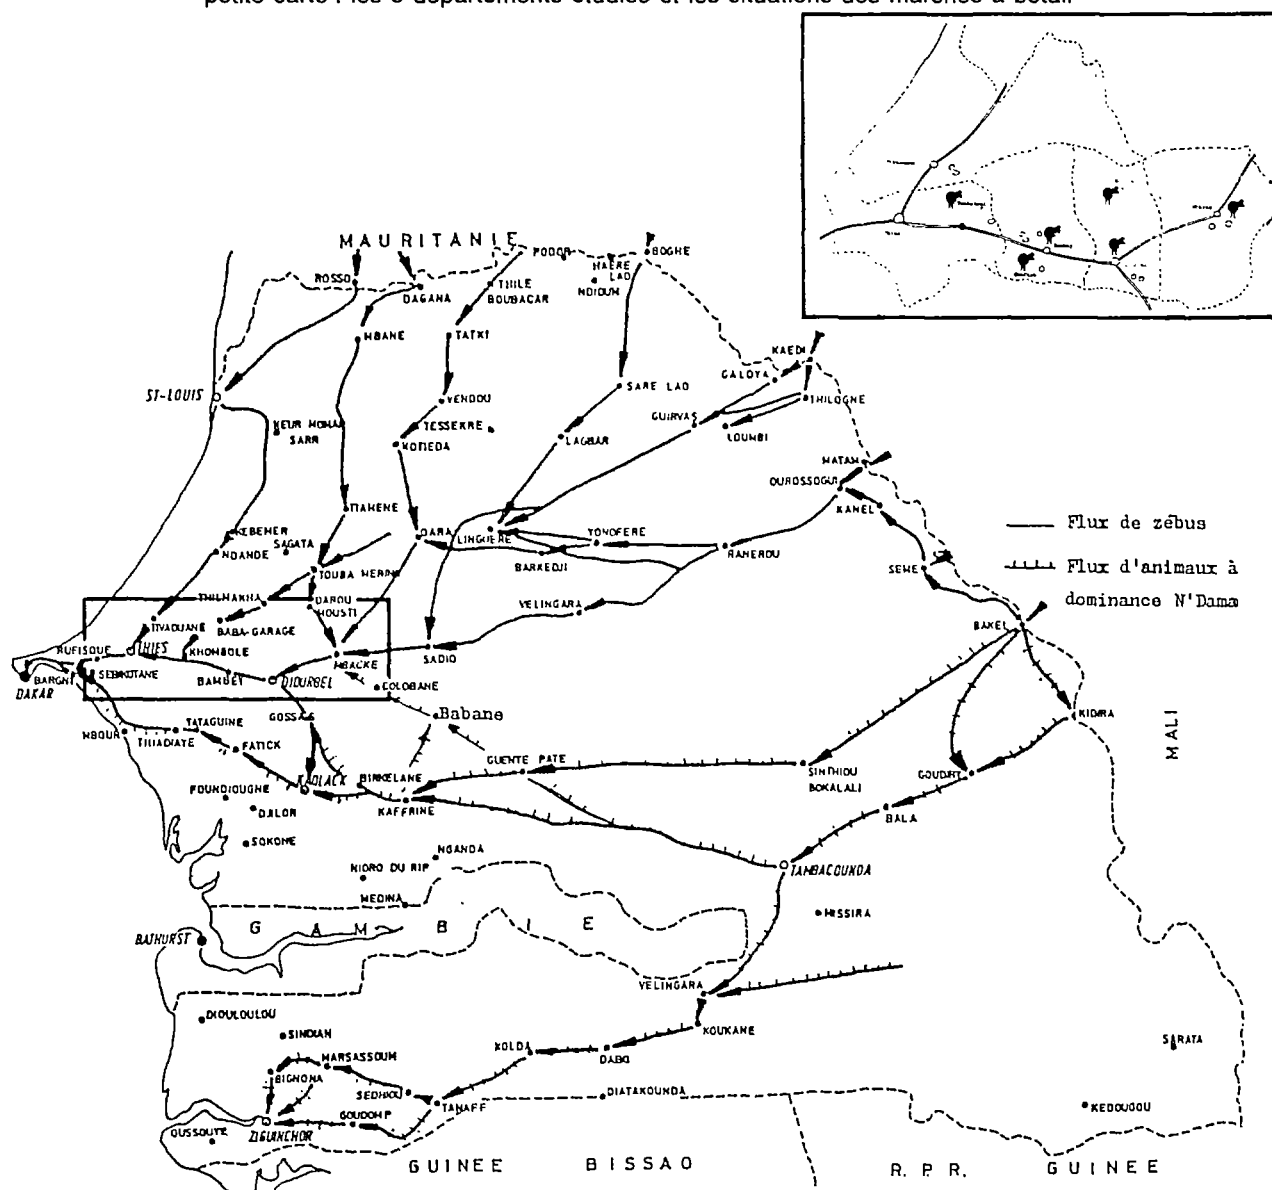 petite carte : les 3 départements étudiés et les situations des marchés à bétail
MAURITANIE
PODOR
BOGHE
HAERE
LAO
NDIOUM
ROSSO
DAGANA
THILE
BOUBACAR
MBANE
TATKI
KAEDI
GALOYA
SARE LAO
THILOGNE
ST-LOUIS
VENDOU
GUIRVAS
LOUMBI
KEUR MOMAR
SARR
TESSEKRE
KOTIEDA
LAGBAR
MATAM
OUROSSOGUI
KANEL
TIAMENE
KEBEMER
SAGATA
NDANDE
DARA
LINGUERE
YONOFERE
BARKEDJI
RANEROU
SEME
Flux de zébus
Flux d'animaux à
dominance N'Dama
TOUBA MERINA
THILMAKHA
DAROU
MOUSTI
VELINGARA
BAKEL
TIVAOUANE
BABA-GARAGE
RUFISQUE
THIES
KHOMBOLE
MBACKE
SADIO
BARGNY
SEBIKOTANE
BAMBEY
DIOURBEL
COLOBANE
DAKAR
GOSSAS
Babane
KIDIRA
MALI
MBOUR
THIADIAYE
TATAGUINE
FATICK
GUENTE PATE
SINTHIOU
BOKALALI
GOUDIRY
KAOLACK
BIRKELANE
KAFFRINE
FOUNDIOUGNE
DJILOR
BALA
SOKONE
NGANDA
NIORO DU RIP
TAMBACOUNDA
MEDINA
MISSIRA
GAMBIE
BATHURST
VELINGARA
DIOULOULOU
KOUKANE
SINDIAN
KOLDA
DABO
SARAYA
MARSASSOUM
BIGNONA
SEDHIOU
TANAFF
DIATAKOUNDA
KEDOUGOU
GOUDOMP
OUSSOUYE
ZIGUINCHOR
GUINEE BISSAO
R. P. R. GUINEE